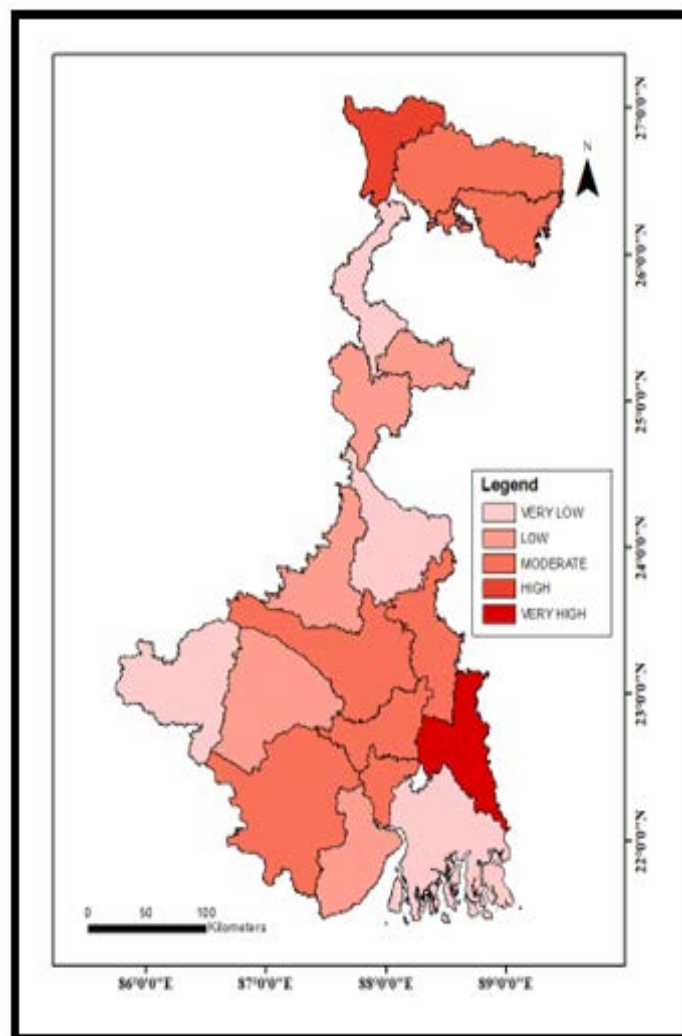 N
27°0'0"N
26°0'0"N
25°0'0"N
24°0'0"N
23°0'0"N
22°0'0"N
Legend
VERY LOW
LOW
MODERATE
HIGH
VERY HIGH
0 50 100
Kilometers
86°0'0"E 87°0'0"E 88°0'0"E 89°0'0"E